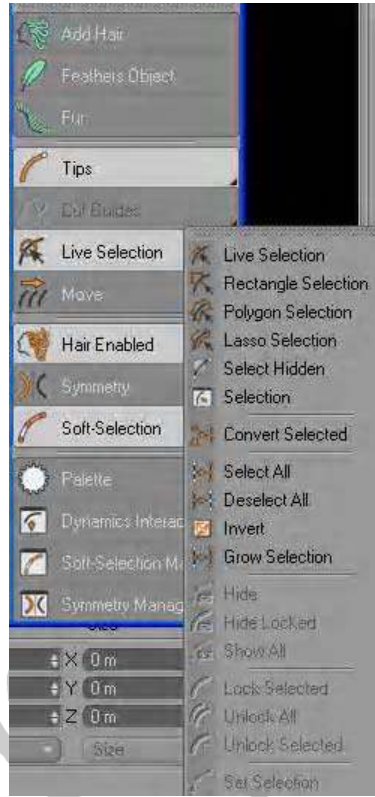 Add Hair
Feathers Object
Fur
Tips
Cut Guides
Live Selection
Move
Hair Enabled
Symmetry
Soft-Selection
Palette
Dynamics Interac
Soft-Selection M
Symmetry Manag
Size
X 0 m
Y 0 m
Z 0 m
Size
Live Selection
Rectangle Selection
Polygon Selection
Lasso Selection
Select Hidden
Selection
Convert Selected
Select All
Deselect All
Invert
Grow Selection
Hide
Hide Locked
Show All
Lock Selected
Unlock All
Unlock Selected
Set Selection